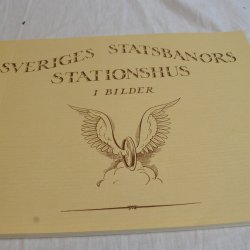 SVERIGES STATSBANORS
STATIONSHUS
I BILDER